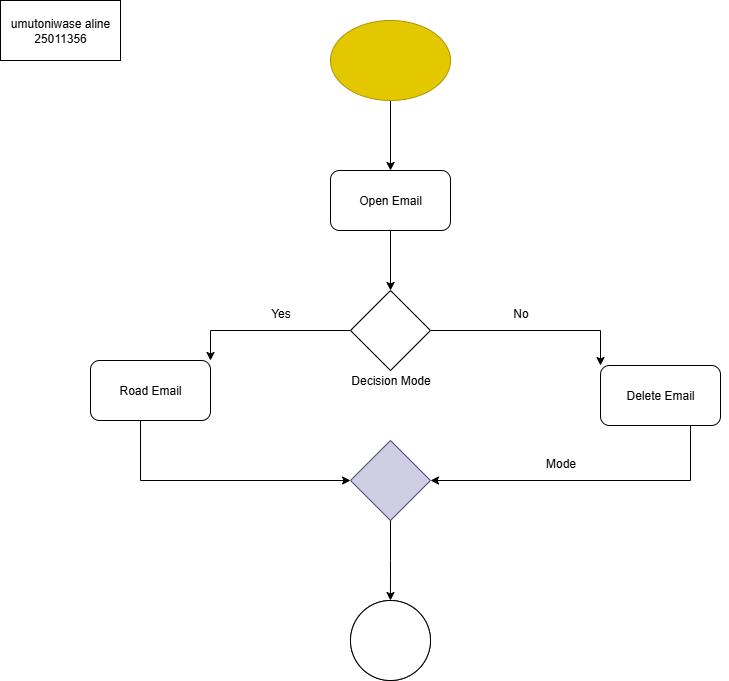 umutoniwase aline
25011356
Open Email
Yes
No
Decision Mode
Road Email
Delete Email
Mode